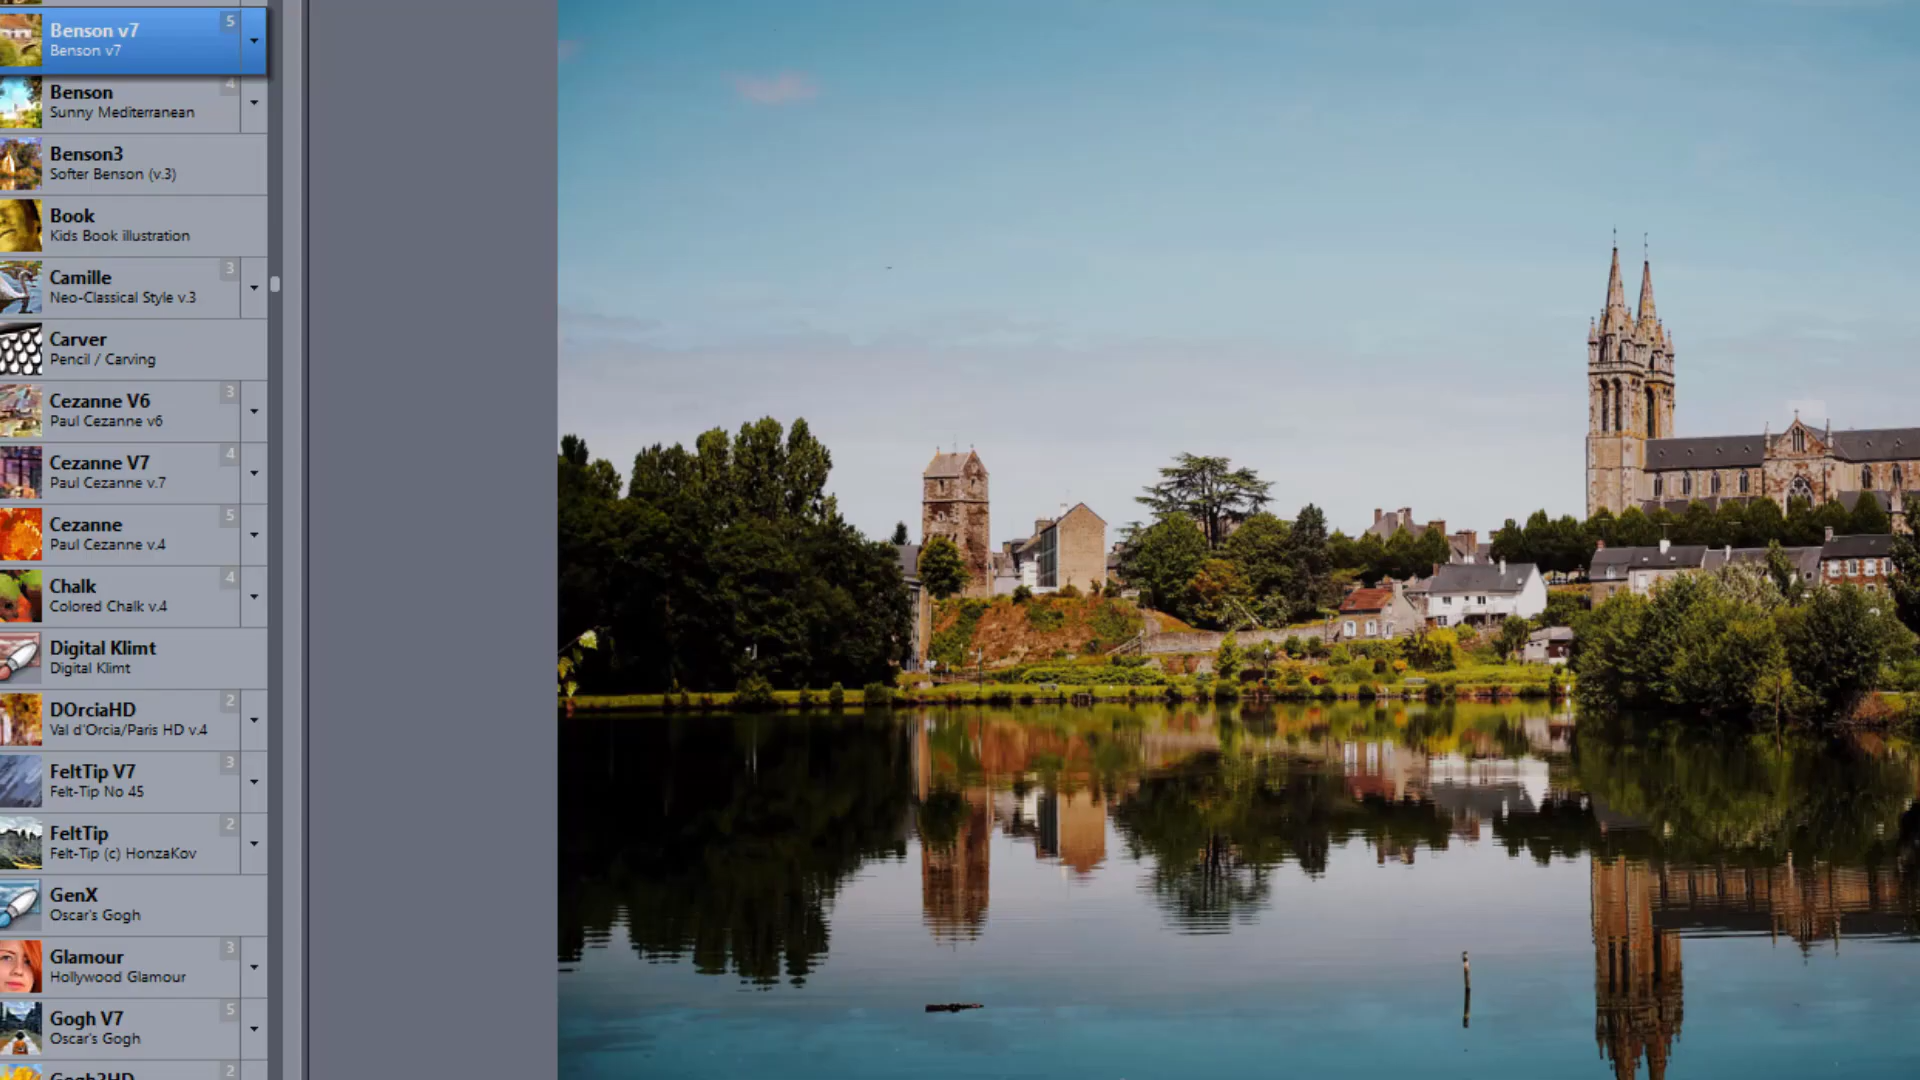 Benson v7
5
Benson v7
Benson
4
Sunny Mediterranean
Benson3
Softer Benson (v.3)
Book
Kids Book illustration
Camille
3
Neo-Classical Style v.3
Carver
Pencil / Carving
Cezanne V6
3
Paul Cezanne v6
Cezanne V7
4
Paul Cezanne v.7
Cezanne
5
Paul Cezanne v.4
Chalk
4
Colored Chalk v.4
Digital Klimt
Digital Klimt
DOrciaHD
2
Val d'Orcia/Paris HD v.4
FeltTip V7
3
Felt-Tip No 45
FeltTip
2
Felt-Tip (c) HonzaKov
GenX
Oscar's Gogh
Glamour
3
Hollywood Glamour
Gogh V7
5
Oscar's Gogh
Gogh2HD
2